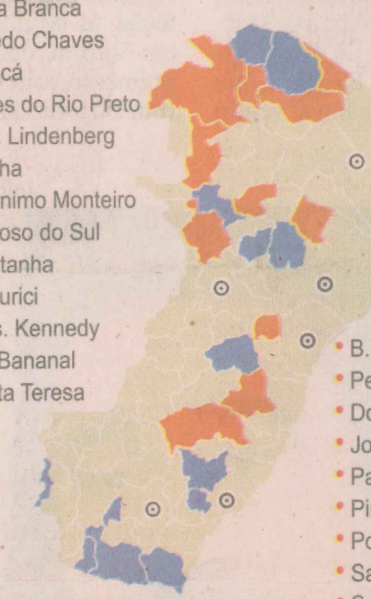 a Branca
edo Chaves
cá
es do Rio Preto
. Lindenberg
ha
nimo Monteiro
oso do Sul
tanha
urici
s. Kennedy
Bananal
ta Teresa
• B.
• Pe
• Do
• Jo
• Pa
• Pi
• Po
• Sa